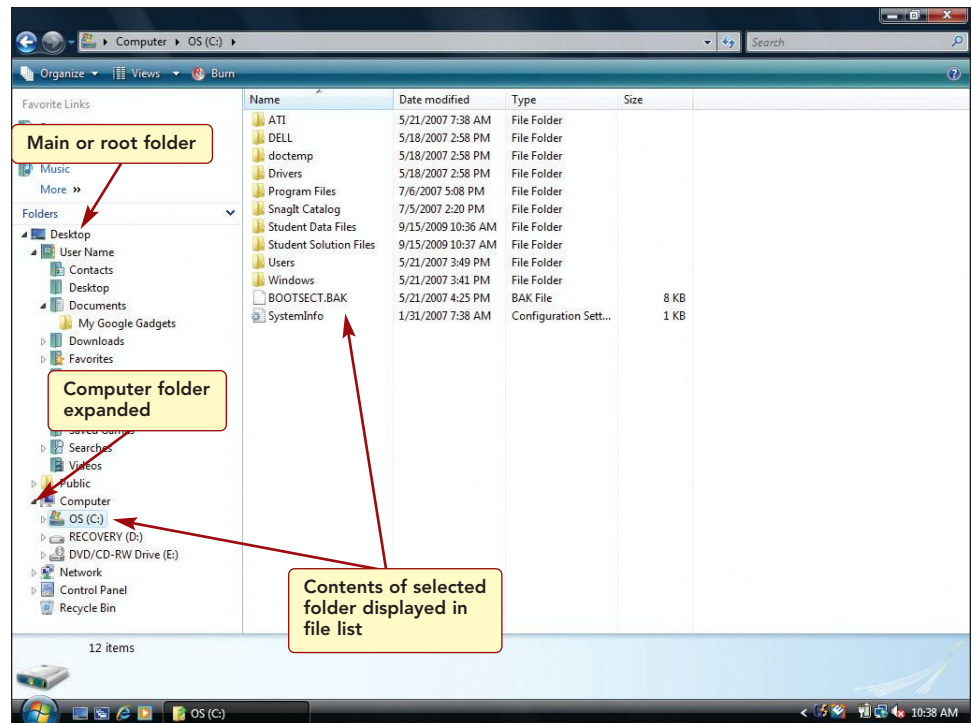 Computer ▸ OS (C:) ▸
Search
Organize Views Burn
Favorite Links
Main or root folder
Music
More »
Folders
Desktop
User Name
Contacts
Desktop
Documents
My Google Gadgets
Downloads
Favorites
Computer folder
expanded
Saved Games
Searches
Videos
Public
Computer
OS (C:)
RECOVERY (D:)
DVD/CD-RW Drive (E:)
Network
Control Panel
Recycle Bin
Name Date modified Type Size
ATI 5/21/2007 7:38 AM File Folder
DELL 5/18/2007 2:58 PM File Folder
doctemp 5/18/2007 2:58 PM File Folder
Drivers 5/18/2007 2:58 PM File Folder
Program Files 7/6/2007 5:08 PM File Folder
SnagIt Catalog 7/5/2007 2:20 PM File Folder
Student Data Files 9/15/2009 10:36 AM File Folder
Student Solution Files 9/15/2009 10:37 AM File Folder
Users 5/21/2007 3:49 PM File Folder
Windows 5/21/2007 3:41 PM File Folder
BOOTSECT.BAK 5/21/2007 4:25 PM BAK File 8 KB
SystemInfo 1/31/2007 7:38 AM Configuration Sett... 1 KB
Contents of selected
folder displayed in
file list
12 items
OS (C:)
10:38 AM